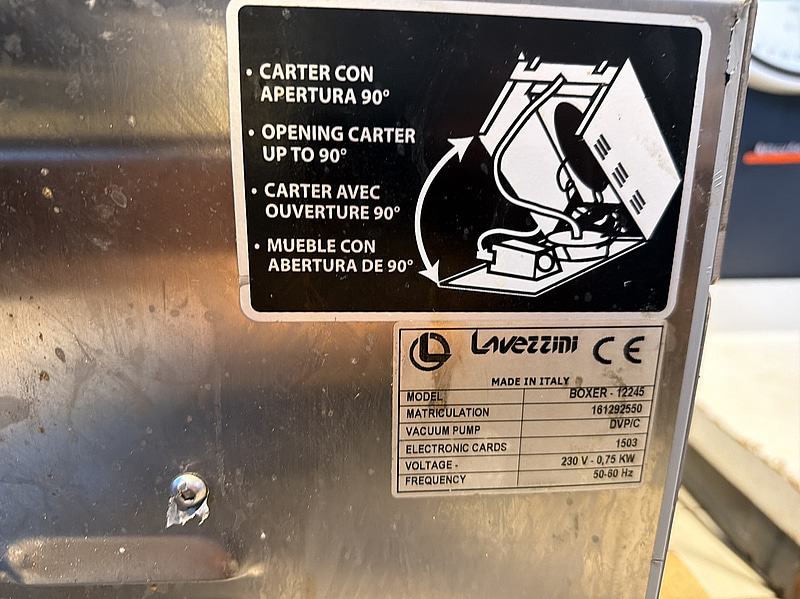 • CARTER CON
APERTURA 90°
• OPENING CARTER
UP TO 90°
• CARTER AVEC
OUVERTURE 90°
• MUEBLE CON
ABERTURA DE 90°
Lavezzini CE
MADE IN ITALY
MODEL BOXER - 12245
MATRICULATION 161292550
VACUUM PUMP DVP/C
ELECTRONIC CARDS 1503
VOLTAGE - 230 V - 0,75 KW
FREQUENCY 50-60 Hz